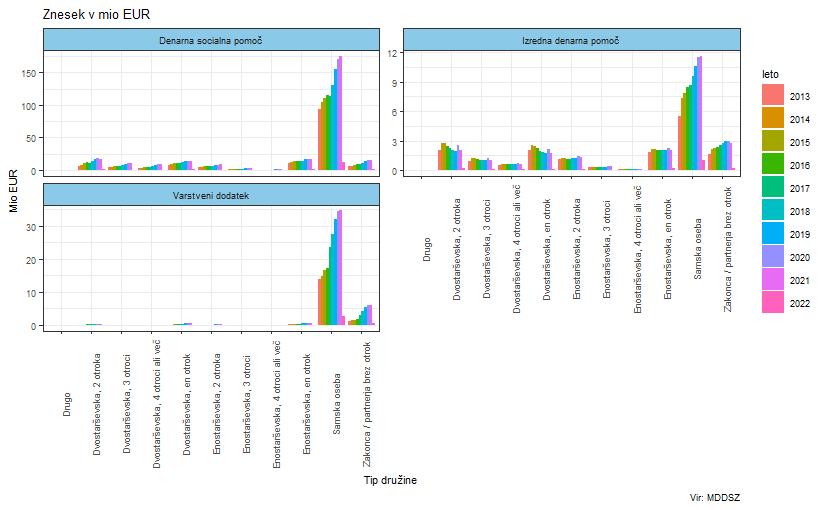 Znesek v mio EUR
Denarna socialna pomoč
Izredna denarna pomoč
150
100
50
0
12
9
6
3
0
Varstveni dodatek
30
20
10
0
Mio EUR
Drugo
Dvostarševska, 2 otroka
Dvostarševska, 3 otroci
Dvostarševska, 4 otroci ali več
Dvostarševska, en otrok
Enostarševska, 2 otroka
Enostarševska, 3 otroci
Enostarševska, 4 otroci ali več
Enostarševska, en otrok
Samska oseba
Zakonca / partnerja brez otrok
Drugo
Dvostarševska, 2 otroka
Dvostarševska, 3 otroci
Dvostarševska, 4 otroci ali več
Dvostarševska, en otrok
Enostarševska, 2 otroka
Enostarševska, 3 otroci
Enostarševska, 4 otroci ali več
Enostarševska, en otrok
Samska oseba
Zakonca / partnerja brez otrok
Tip družine
leto
2013
2014
2015
2016
2017
2018
2019
2020
2021
2022
Vir: MDDSZ